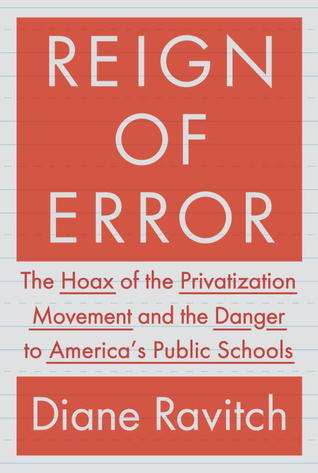 REIGN
OF
ERROR
The Hoax of the Privatization
Movement and the Danger
to America's Public Schools
Diane Ravitch